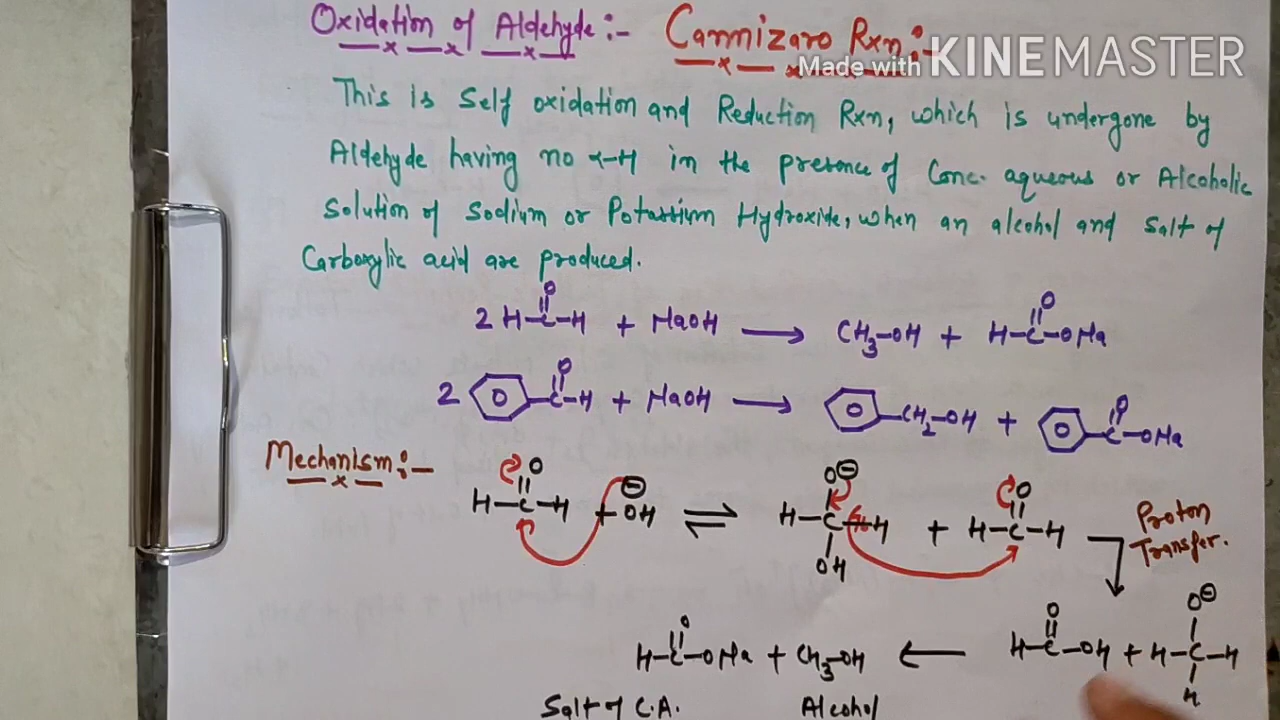 Oxidation of Aldehyde :- Cannizaro Rxn :-
Made with KINEMASTER
This is Self oxidation and Reduction Rxn, which is undergone by
Aldehyde having no α-H in the presence of Conc. aqueous or Alcoholic
Solution of Sodium or Potassium Hydroxide, when an alcohol and Salt of
Carboxylic acid are produced.
2 H-C(=O)-H + NaOH → CH3-OH + H-C(=O)-ONa
2 C(=O)-H + NaOH → CH2-OH + C(=O)-ONa
Mechanism :-
H-C(=O)-H + ⊖OH ⇌ H-C(O⊖)(OH)-H + H-C(=O)-H
Proton
Transfer.
H-C(=O)-ONa + CH3-OH ← H-C(=O)-OH + H-C(O⊖)(H)-H
Salt of C.A. Alcohol